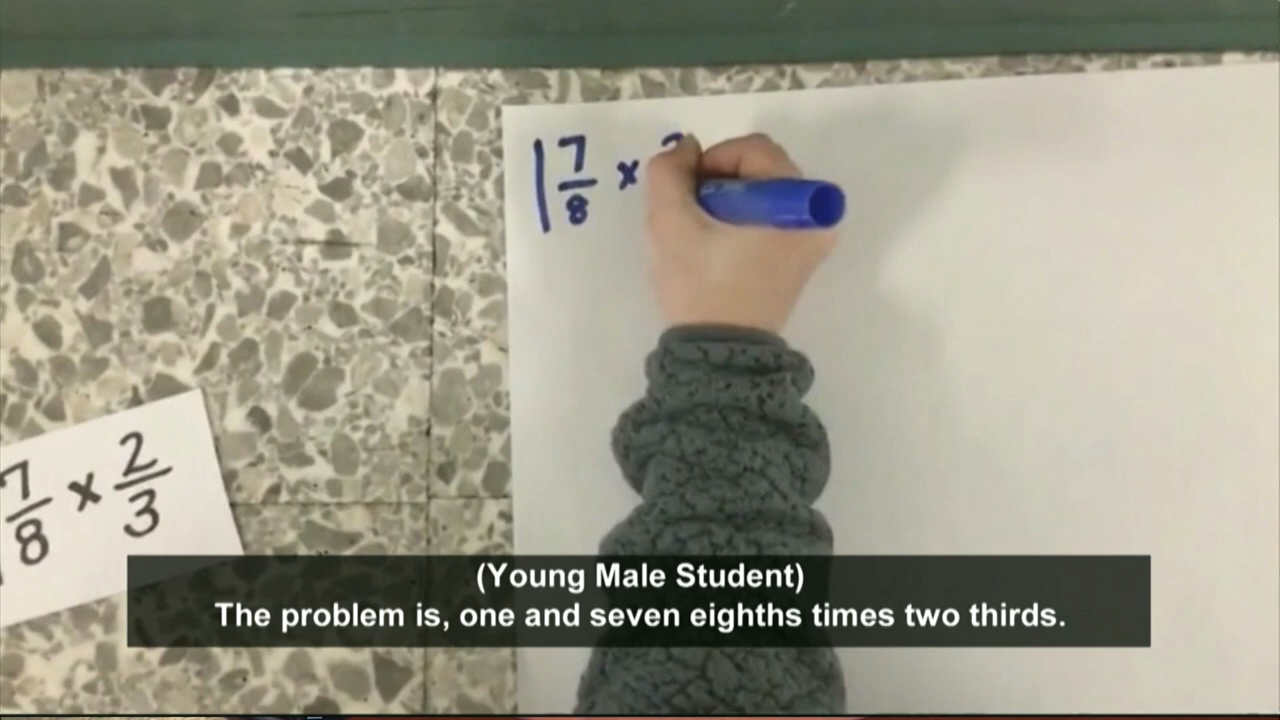 1 7/8 × 2
7/8 × 2/3
(Young Male Student)
The problem is, one and seven eighths times two thirds.